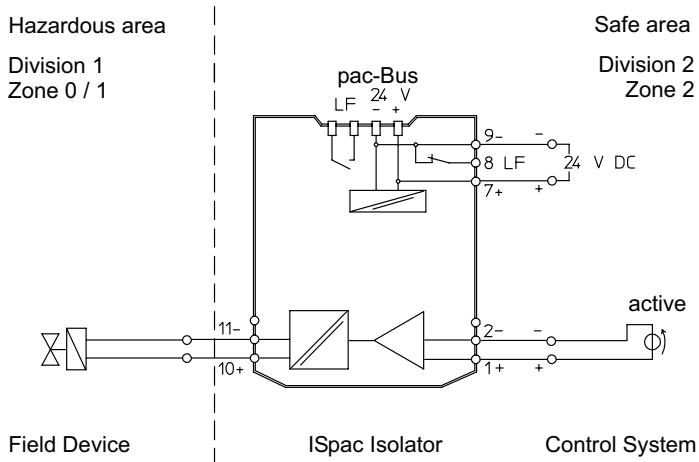 Hazardous area
Safe area
Division 1
Zone 0 / 1
Division 2
Zone 2
pac-Bus
LF 24 V
- +
9- -
8 LF 24 V DC
7+ +
active
11-
10+
2- -
1+ +
Field Device
ISpac Isolator
Control System